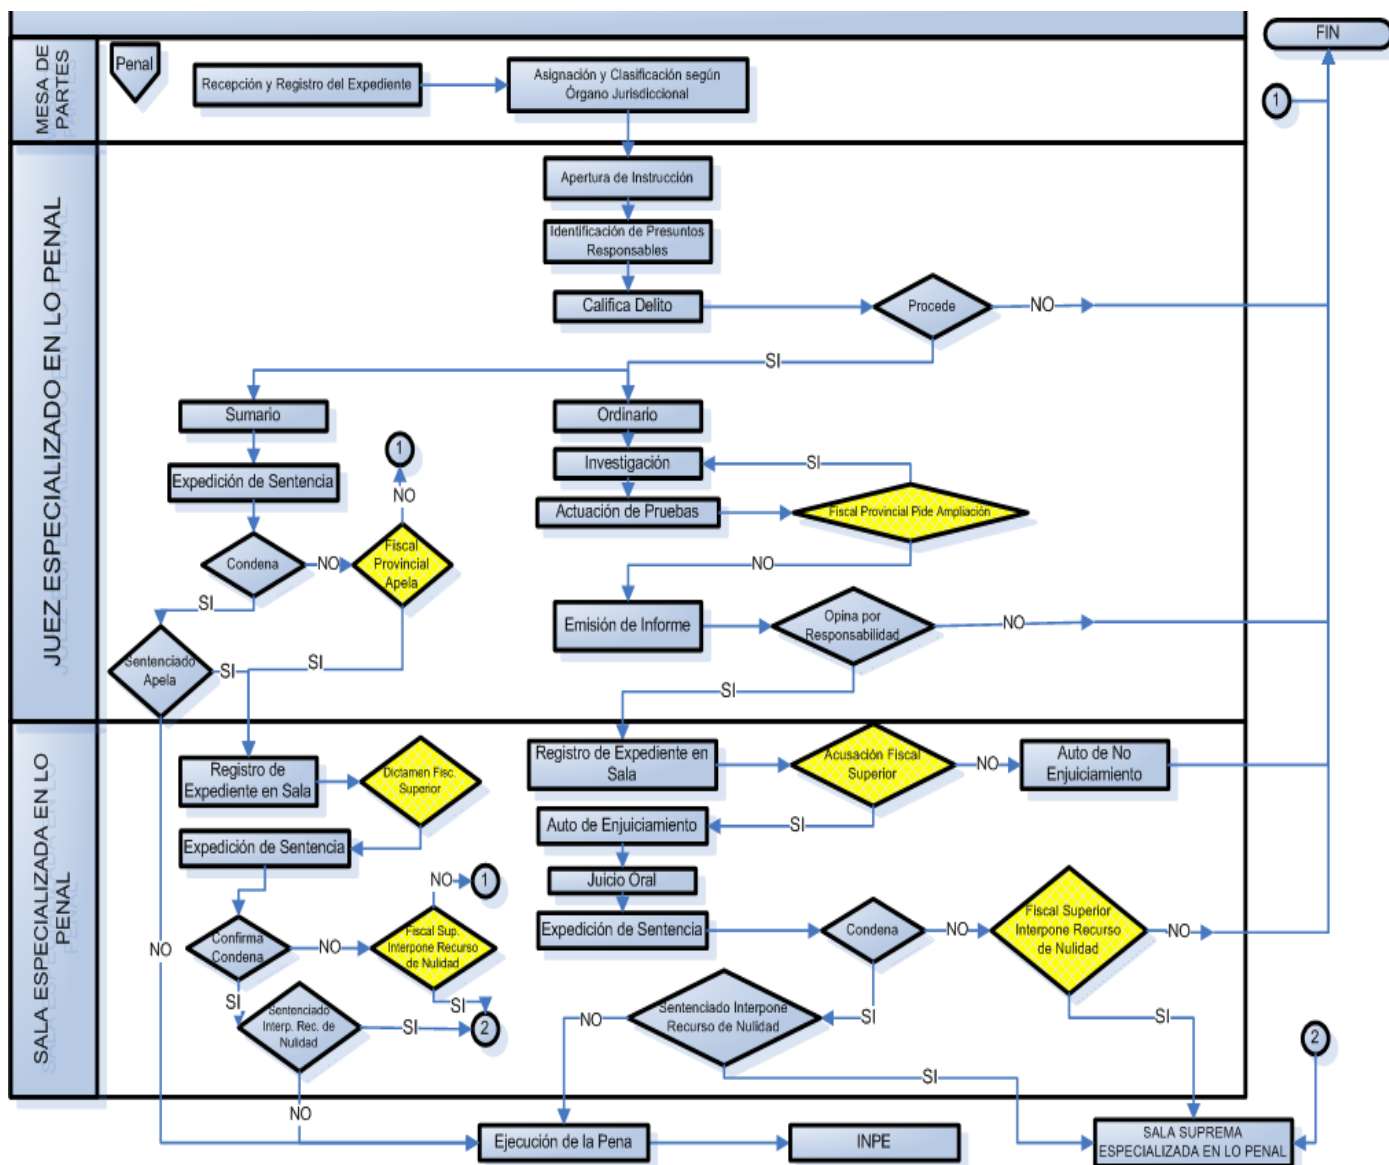 FIN
MESA DE
PARTES
Penal
Recepción y Registro del Expediente
Asignación y Clasificación según
Órgano Jurisdiccional
1
JUEZ ESPECIALIZADO EN LO PENAL
Apertura de Instrucción
Identificación de Presuntos
Responsables
Califica Delito
Procede
NO
SI
Sumario
Ordinario
1
Expedición de Sentencia
Investigación
SI
NO
Actuación de Pruebas
Fiscal Provincial Pide Ampliación
Condena
NO
Fiscal
Provincial
Apela
NO
SI
Emisión de Informe
Opina por
Responsabilidad
NO
Sentenciado
Apela
SI
SI
SI
SALA ESPECIALIZADA EN LO
PENAL
Registro de
Expediente en Sala
Dictamen Fisc.
Superior
Registro de Expediente en
Sala
Acusación Fiscal
Superior
NO
Auto de No
Enjuiciamiento
Expedición de Sentencia
Auto de Enjuiciamiento
SI
NO
1
Juicio Oral
Confirma
Condena
NO
Fiscal Sup.
Interpone Recurso
de Nulidad
Expedición de Sentencia
Condena
NO
Fiscal Superior
Interpone Recurso
de Nulidad
NO
NO
SI
SI
Sentenciado
Interp. Rec. de
Nulidad
SI
2
NO
Sentenciado Interpone
Recurso de Nulidad
SI
SI
2
SI
NO
Ejecución de la Pena
INPE
SALA SUPREMA
ESPECIALIZADA EN LO PENAL